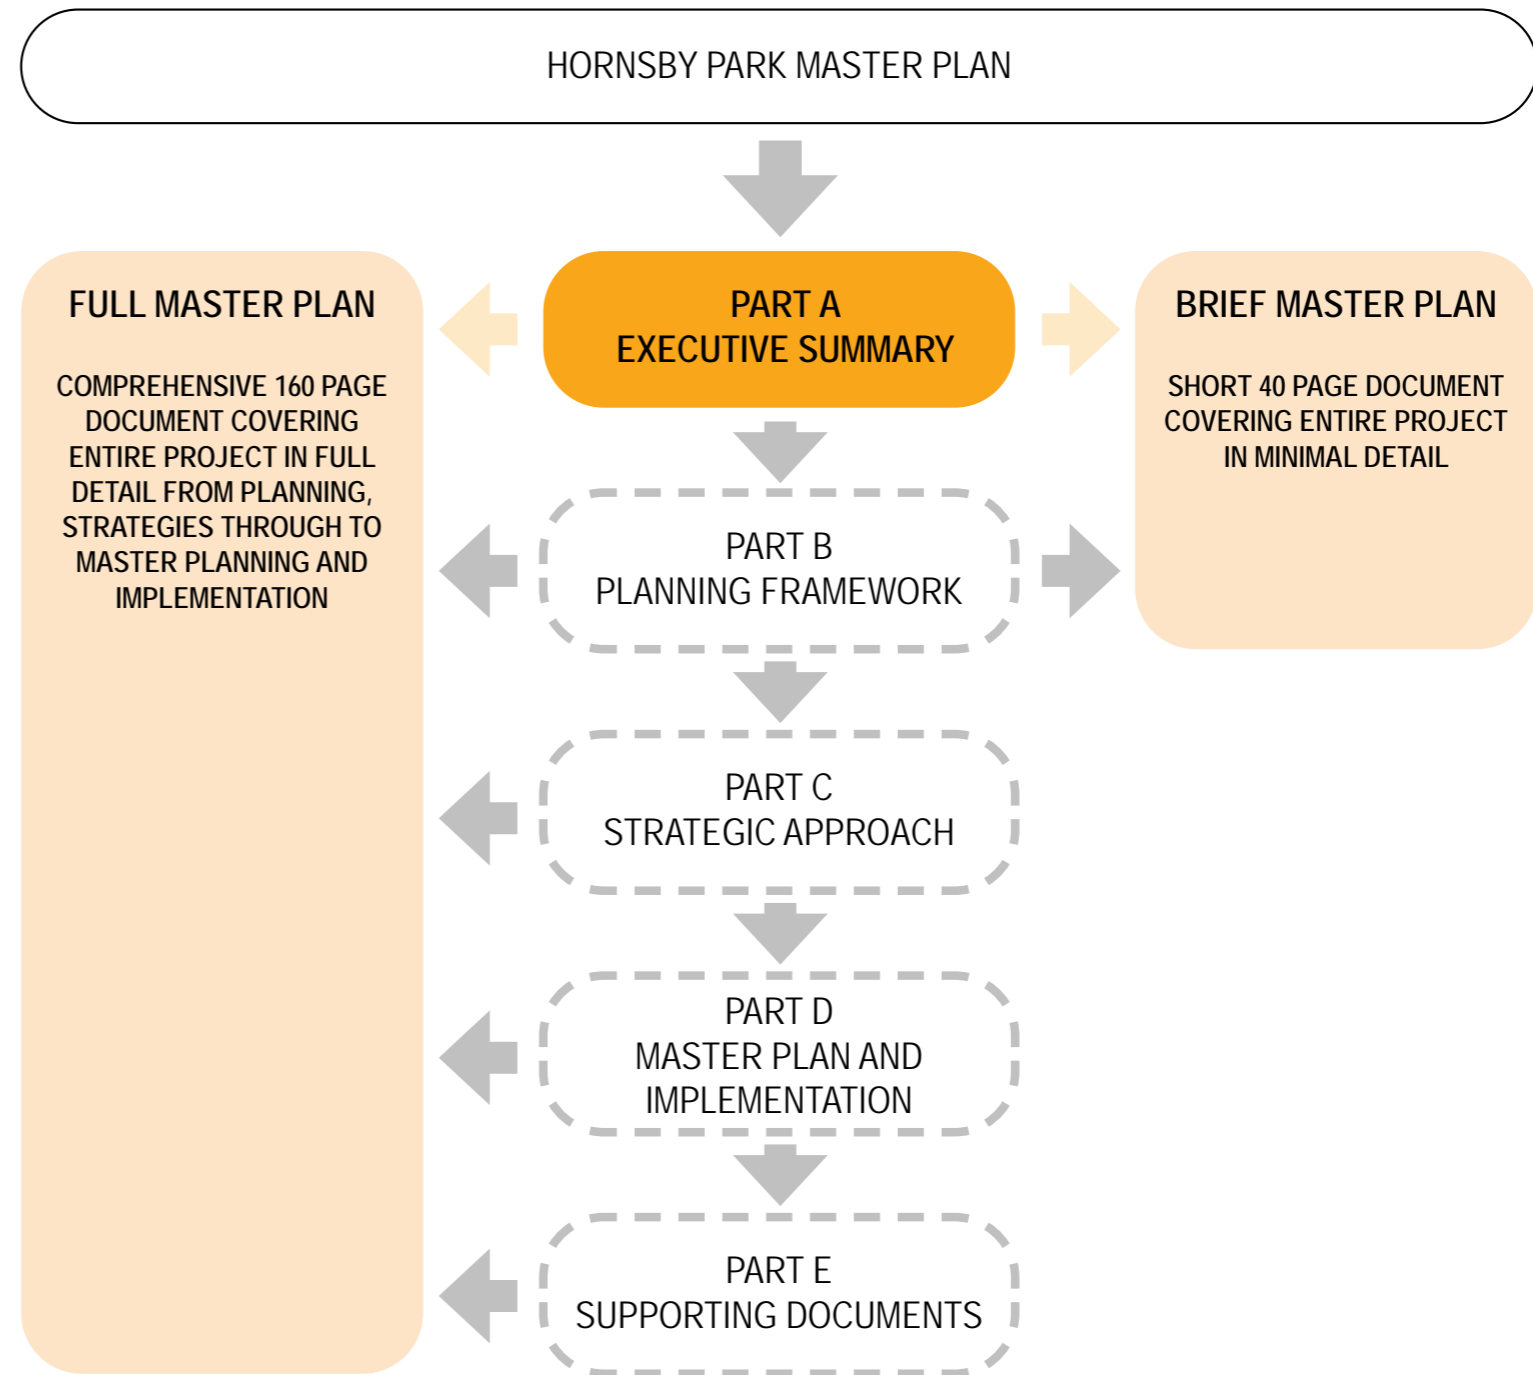 HORNSBY PARK MASTER PLAN
FULL MASTER PLAN
COMPREHENSIVE 160 PAGE
DOCUMENT COVERING
ENTIRE PROJECT IN FULL
DETAIL FROM PLANNING,
STRATEGIES THROUGH TO
MASTER PLANNING AND
IMPLEMENTATION
PART A
EXECUTIVE SUMMARY
BRIEF MASTER PLAN
SHORT 40 PAGE DOCUMENT
COVERING ENTIRE PROJECT
IN MINIMAL DETAIL
PART B
PLANNING FRAMEWORK
PART C
STRATEGIC APPROACH
PART D
MASTER PLAN AND
IMPLEMENTATION
PART E
SUPPORTING DOCUMENTS